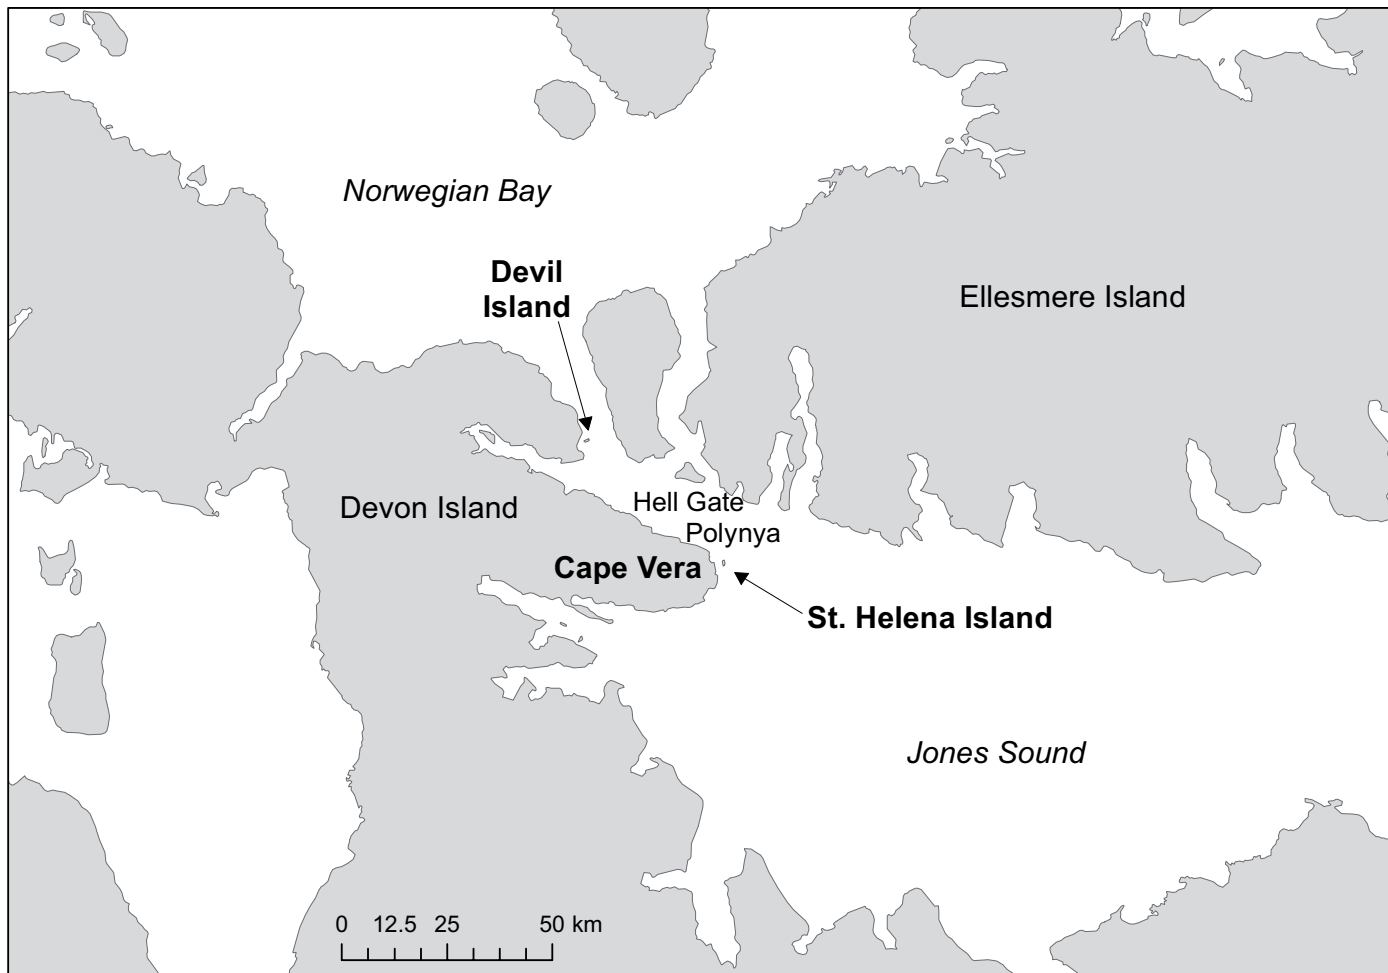 Norwegian Bay
Devil
Island
Ellesmere Island
Devon Island
Hell Gate
Polynya
Cape Vera
St. Helena Island
Jones Sound
0 12.5 25 50 km